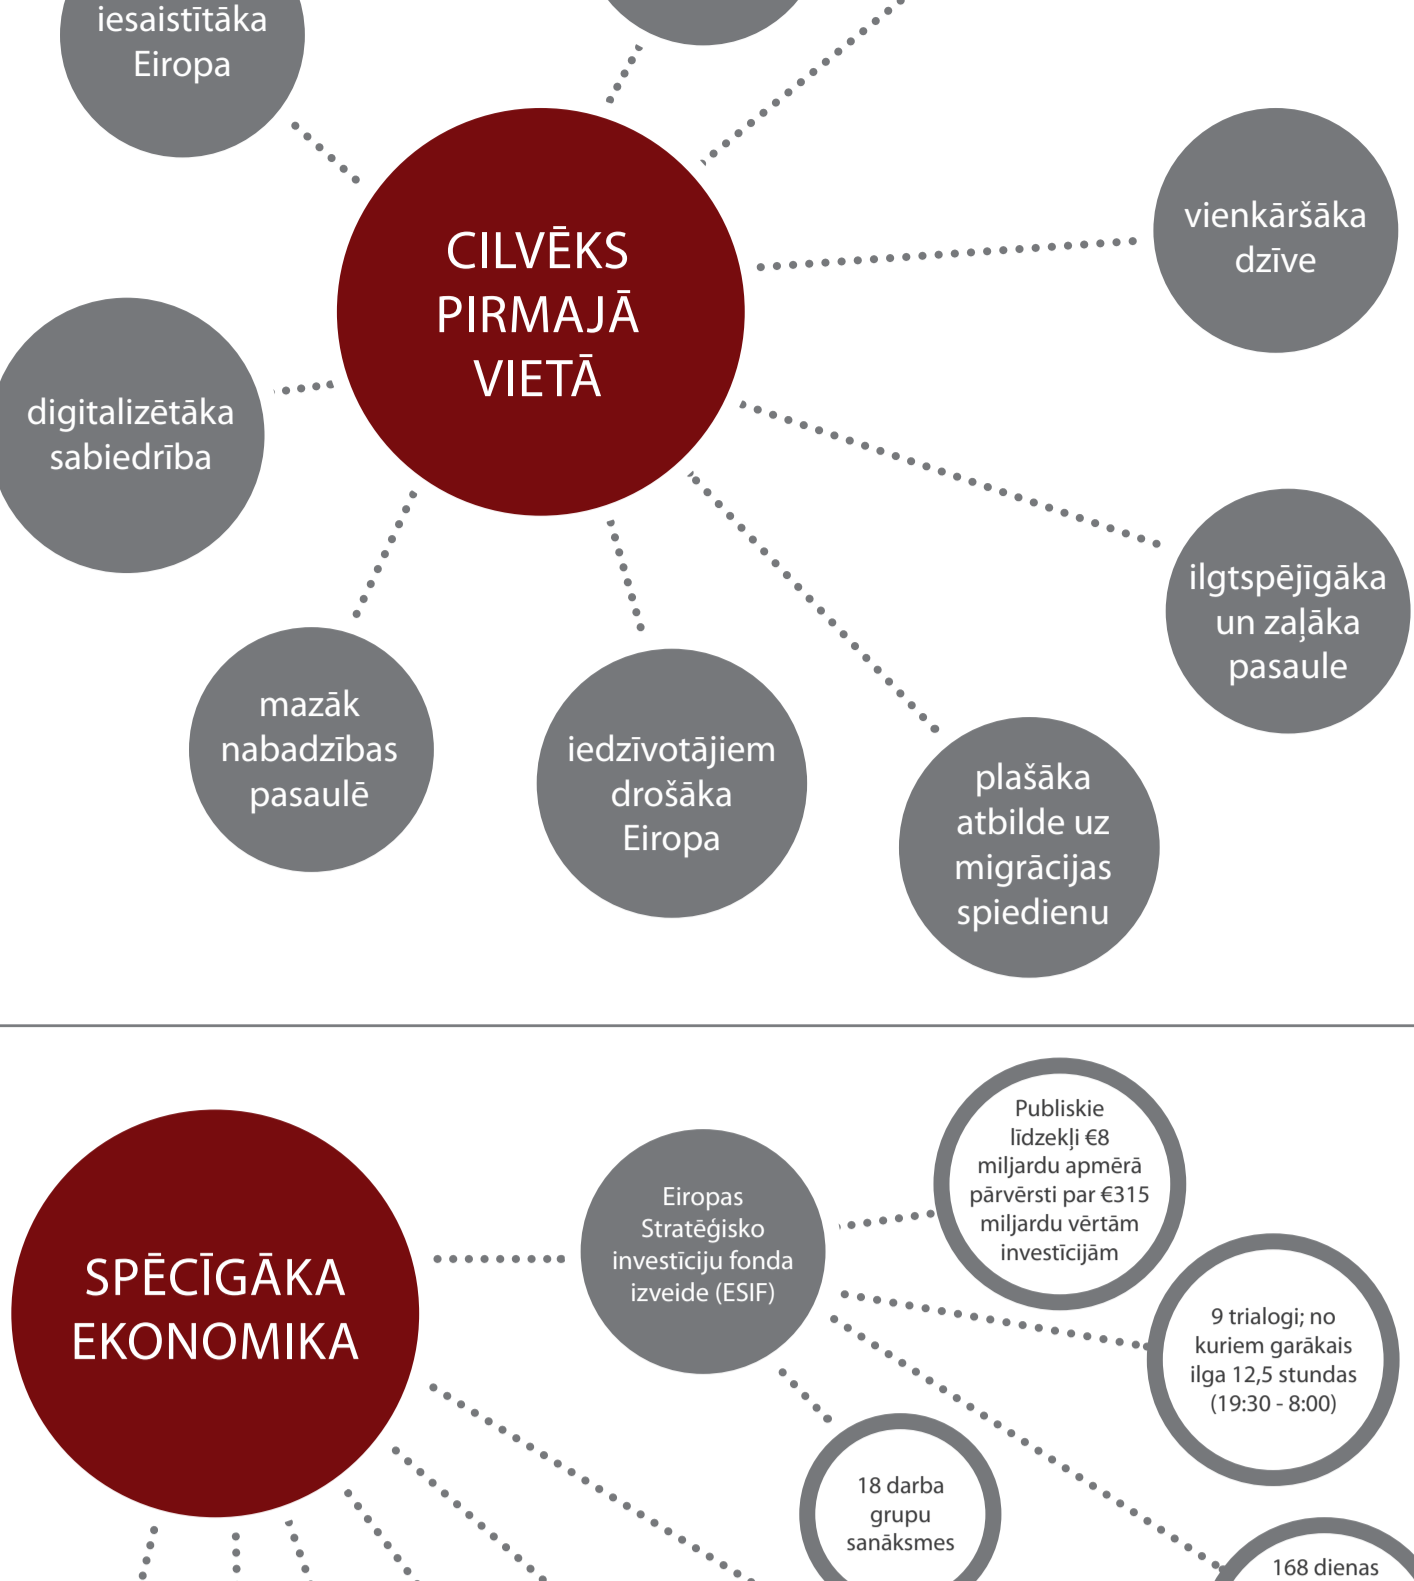 iesaistītāka
Eiropa
CILVĒKS
PIRMAJĀ
VIETĀ
vienkāršāka
dzīve
digitalizētāka
sabiedrība
ilgtspējīgāka
un zaļāka
pasaule
mazāk
nabadzības
pasaulē
iedzīvotājiem
drošāka
Eiropa
plašāka
atbilde uz
migrācijas
spiedienu
SPĒCĪGĀKA
EKONOMIKA
Eiropas
Stratēģisko
investīciju fonda
izveide (ESIF)
Publiskie
līdzekļi €8
miljardu apmērā
pārvērsti par €315
miljardu vērtām
investīcijām
9 trialogi; no
kuriem garākais
ilga 12,5 stundas
(19:30 - 8:00)
18 darba
grupu
sanāksmes
168 dienas